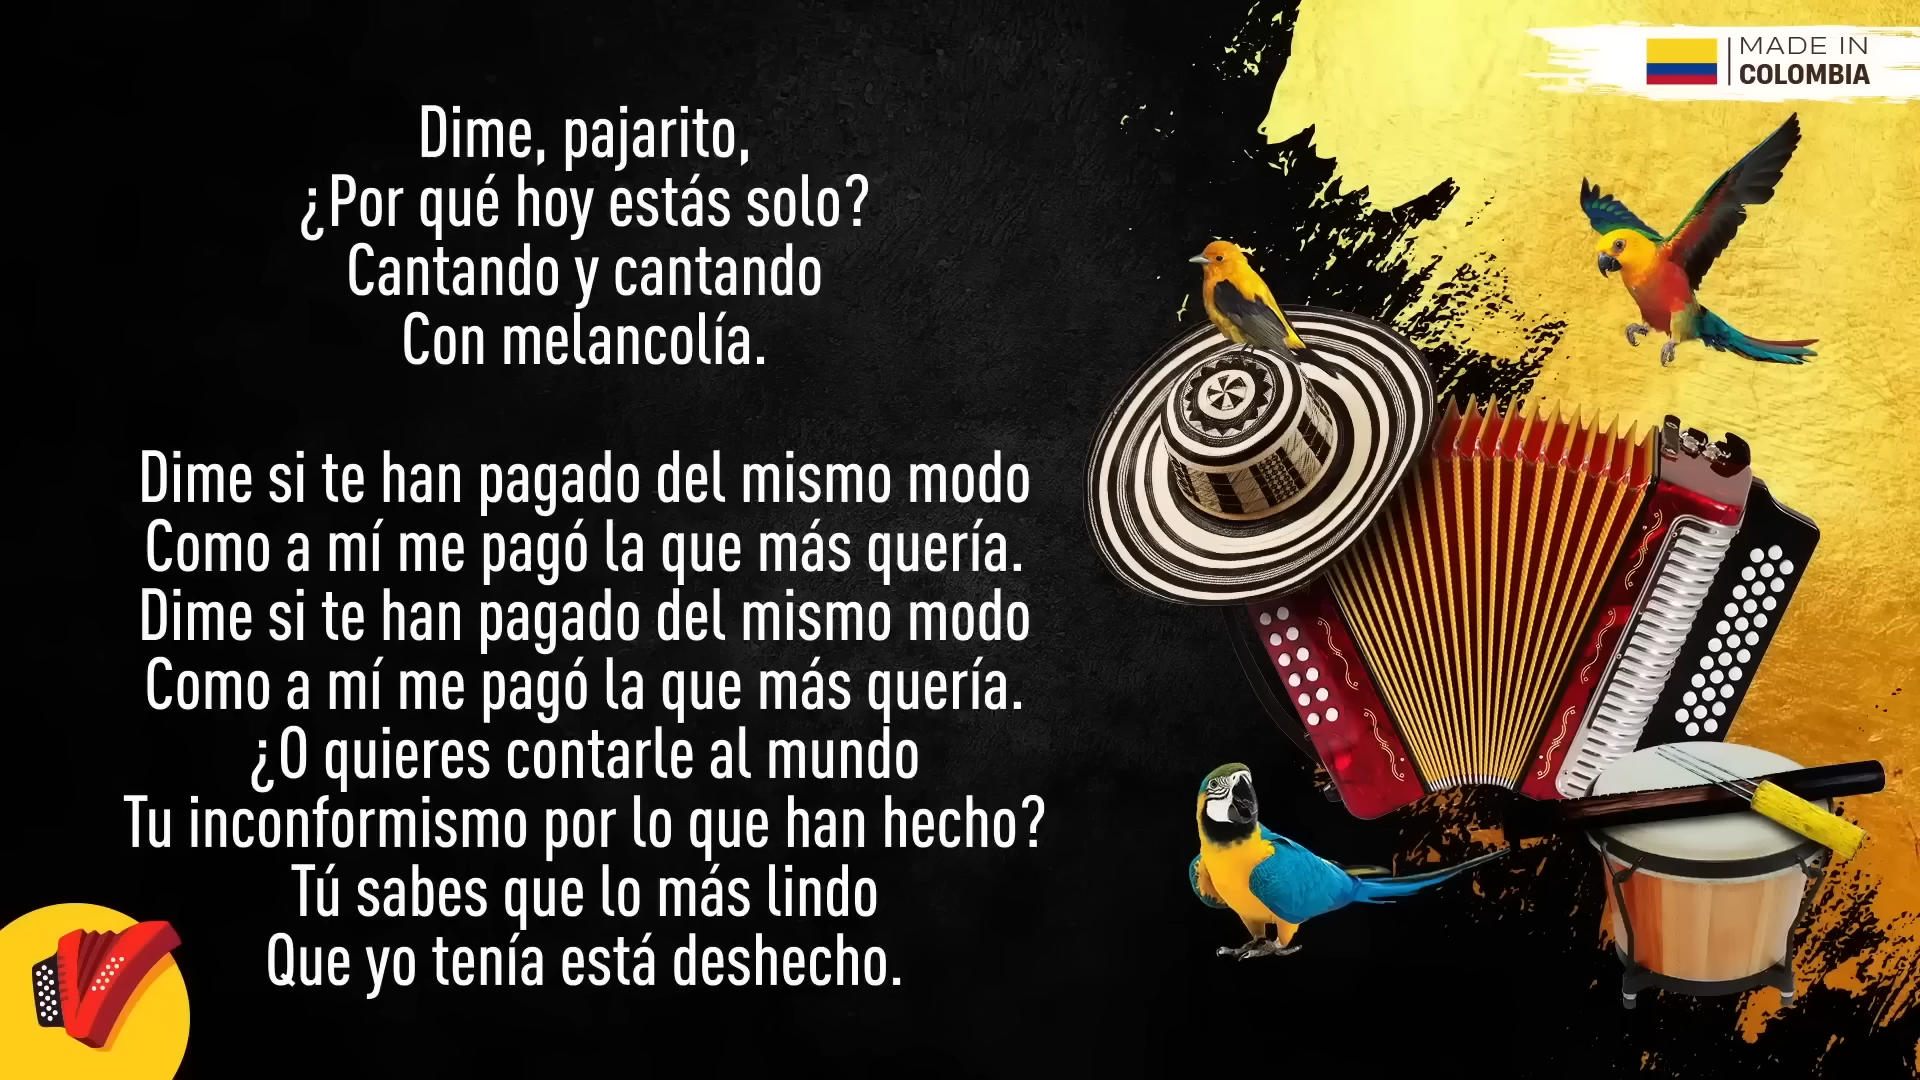 MADE IN
COLOMBIA
Dime, pajarito,
¿Por qué hoy estás solo?
Cantando y cantando
Con melancolía.
Dime si te han pagado del mismo modo
Como a mí me pagó la que más quería.
Dime si te han pagado del mismo modo
Como a mí me pagó la que más quería.
¿O quieres contarle al mundo
Tu inconformismo por lo que han hecho?
Tú sabes que lo más lindo
Que yo tenía está deshecho.